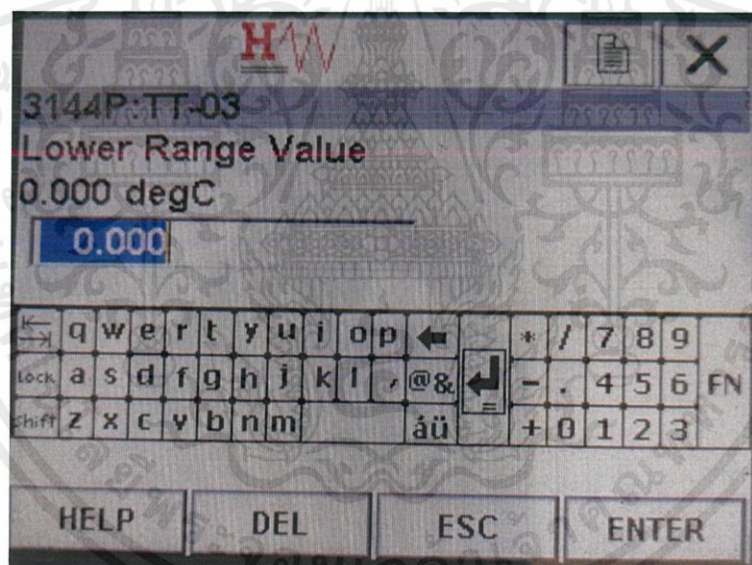 H
3144P:TT-03
Lower Range Value
0.000 degC
0.000
q w e r t y u i o p * / 7 8 9
Lock a s d f g h j k l , @& - . 4 5 6 FN
Shift z x c v b n m áü = + 0 1 2 3
HELP DEL ESC ENTER